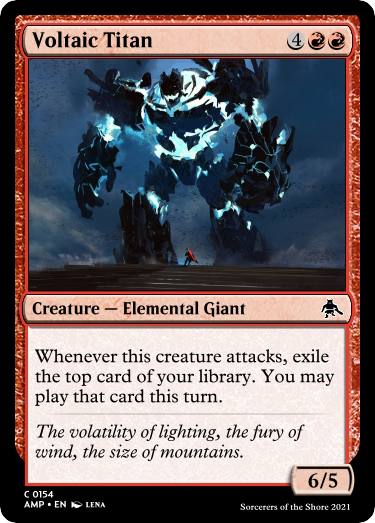 Voltaic Titan 4
Creature — Elemental Giant
Whenever this creature attacks, exile
the top card of your library. You may
play that card this turn.
The volatility of lighting, the fury of
wind, the size of mountains.
6/5
C 0154
AMP • EN LENA
Sorcerers of the Shore 2021